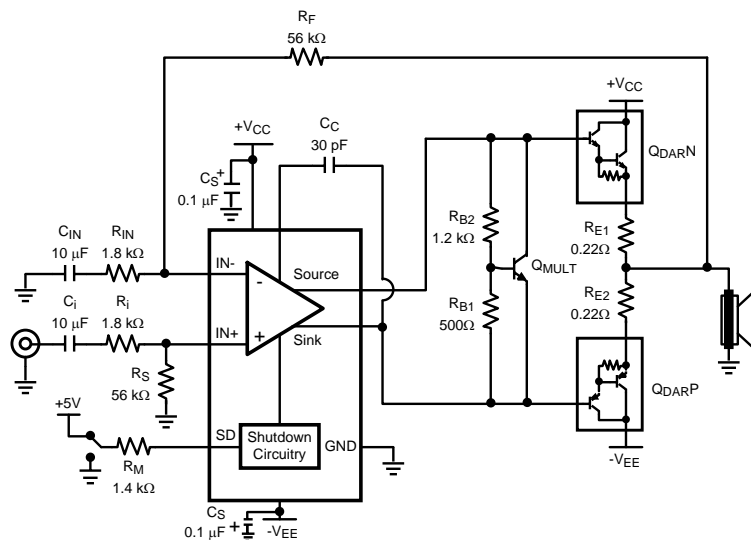 RF
56 kΩ
+VCC
CC
30 pF
+VCC
QDARN
CS
+
0.1 μF
RB2
1.2 kΩ
RE1
0.22Ω
CIN
10 μF
RIN
1.8 kΩ
IN-
-
Source
QMULT
Ci
10 μF
Ri
1.8 kΩ
IN+
+
Sink
RB1
500Ω
RE2
0.22Ω
RS
56 kΩ
QDARP
+5V
SD
Shutdown
Circuitry
GND
RM
1.4 kΩ
-VEE
CS
0.1 μF
+
-VEE